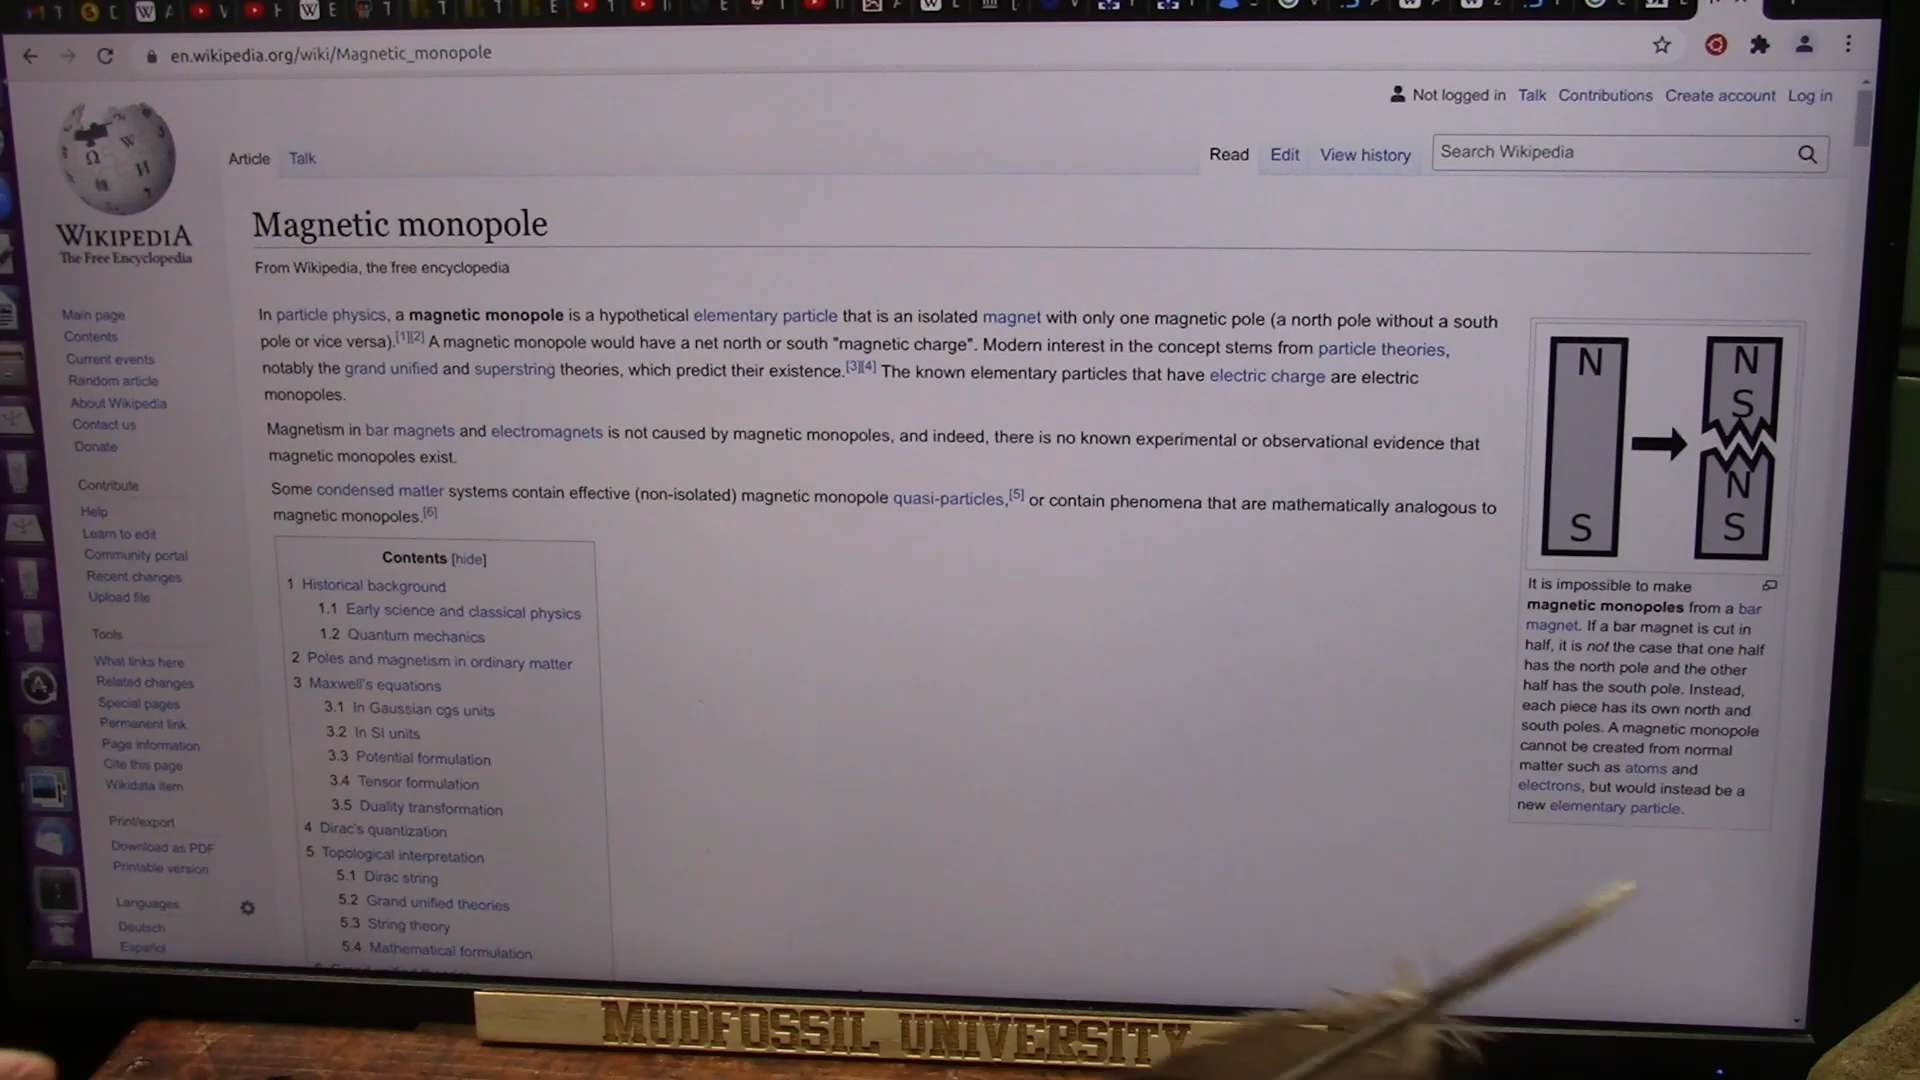 en.wikipedia.org/wiki/Magnetic_monopole
Not logged in Talk Contributions Create account Log in
Article Talk
Read Edit View history Search Wikipedia
WIKIPEDIA
The Free Encyclopedia
Magnetic monopole
From Wikipedia, the free encyclopedia
In particle physics, a magnetic monopole is a hypothetical elementary particle that is an isolated magnet with only one magnetic pole (a north pole without a south
pole or vice versa).[1][2] A magnetic monopole would have a net north or south "magnetic charge". Modern interest in the concept stems from particle theories,
notably the grand unified and superstring theories, which predict their existence.[3][4] The known elementary particles that have electric charge are electric
monopoles.
Magnetism in bar magnets and electromagnets is not caused by magnetic monopoles, and indeed, there is no known experimental or observational evidence that
magnetic monopoles exist.
Some condensed matter systems contain effective (non-isolated) magnetic monopole quasi-particles,[5] or contain phenomena that are mathematically analogous to
magnetic monopoles.[6]
Main page
Contents
Current events
Random article
About Wikipedia
Contact us
Donate
Contribute
Help
Learn to edit
Community portal
Recent changes
Upload file
Tools
What links here
Related changes
Special pages
Permanent link
Page information
Cite this page
Wikidata item
Print/export
Download as PDF
Printable version
Languages
Deutsch
Español
Contents [hide]
1 Historical background
1.1 Early science and classical physics
1.2 Quantum mechanics
2 Poles and magnetism in ordinary matter
3 Maxwell's equations
3.1 In Gaussian cgs units
3.2 In SI units
3.3 Potential formulation
3.4 Tensor formulation
3.5 Duality transformation
4 Dirac's quantization
5 Topological interpretation
5.1 Dirac string
5.2 Grand unified theories
5.3 String theory
5.4 Mathematical formulation
N
S
N
S
N
S
It is impossible to make
magnetic monopoles from a bar
magnet. If a bar magnet is cut in
half, it is not the case that one half
has the north pole and the other
half has the south pole. Instead,
each piece has its own north and
south poles. A magnetic monopole
cannot be created from normal
matter such as atoms and
electrons, but would instead be a
new elementary particle.
MUDFOSSIL UNIVERSITY